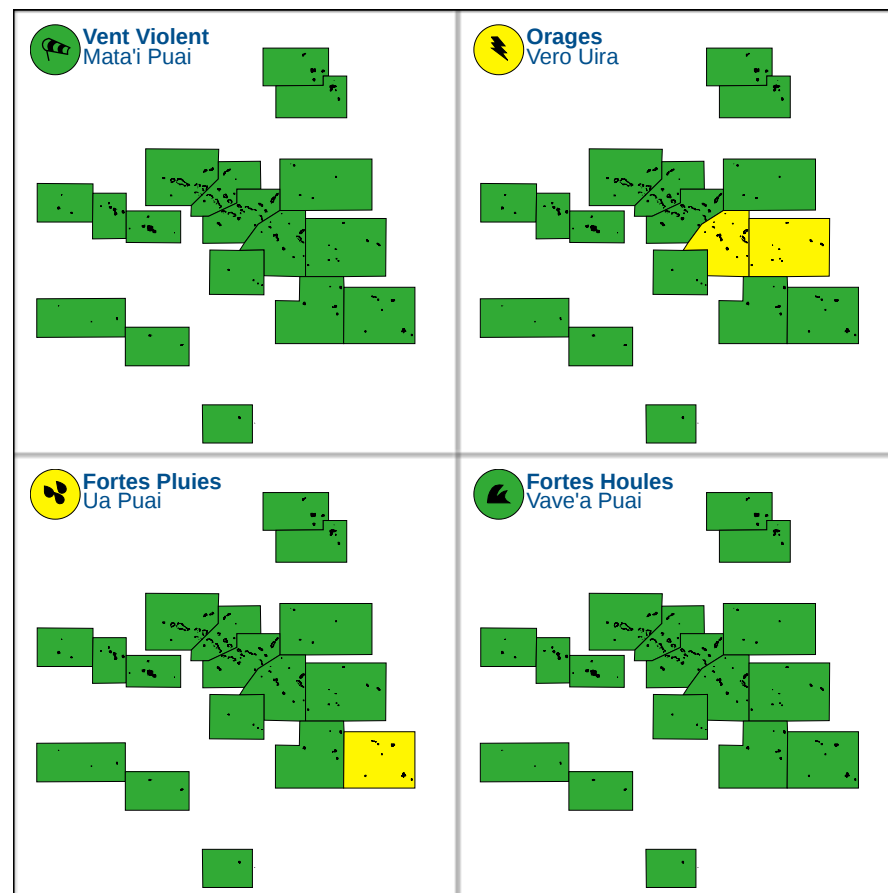 Vent Violent
Mata'i Puai
Orages
Vero Uira
Fortes Pluies
Ua Puai
Fortes Houles
Vave'a Puai